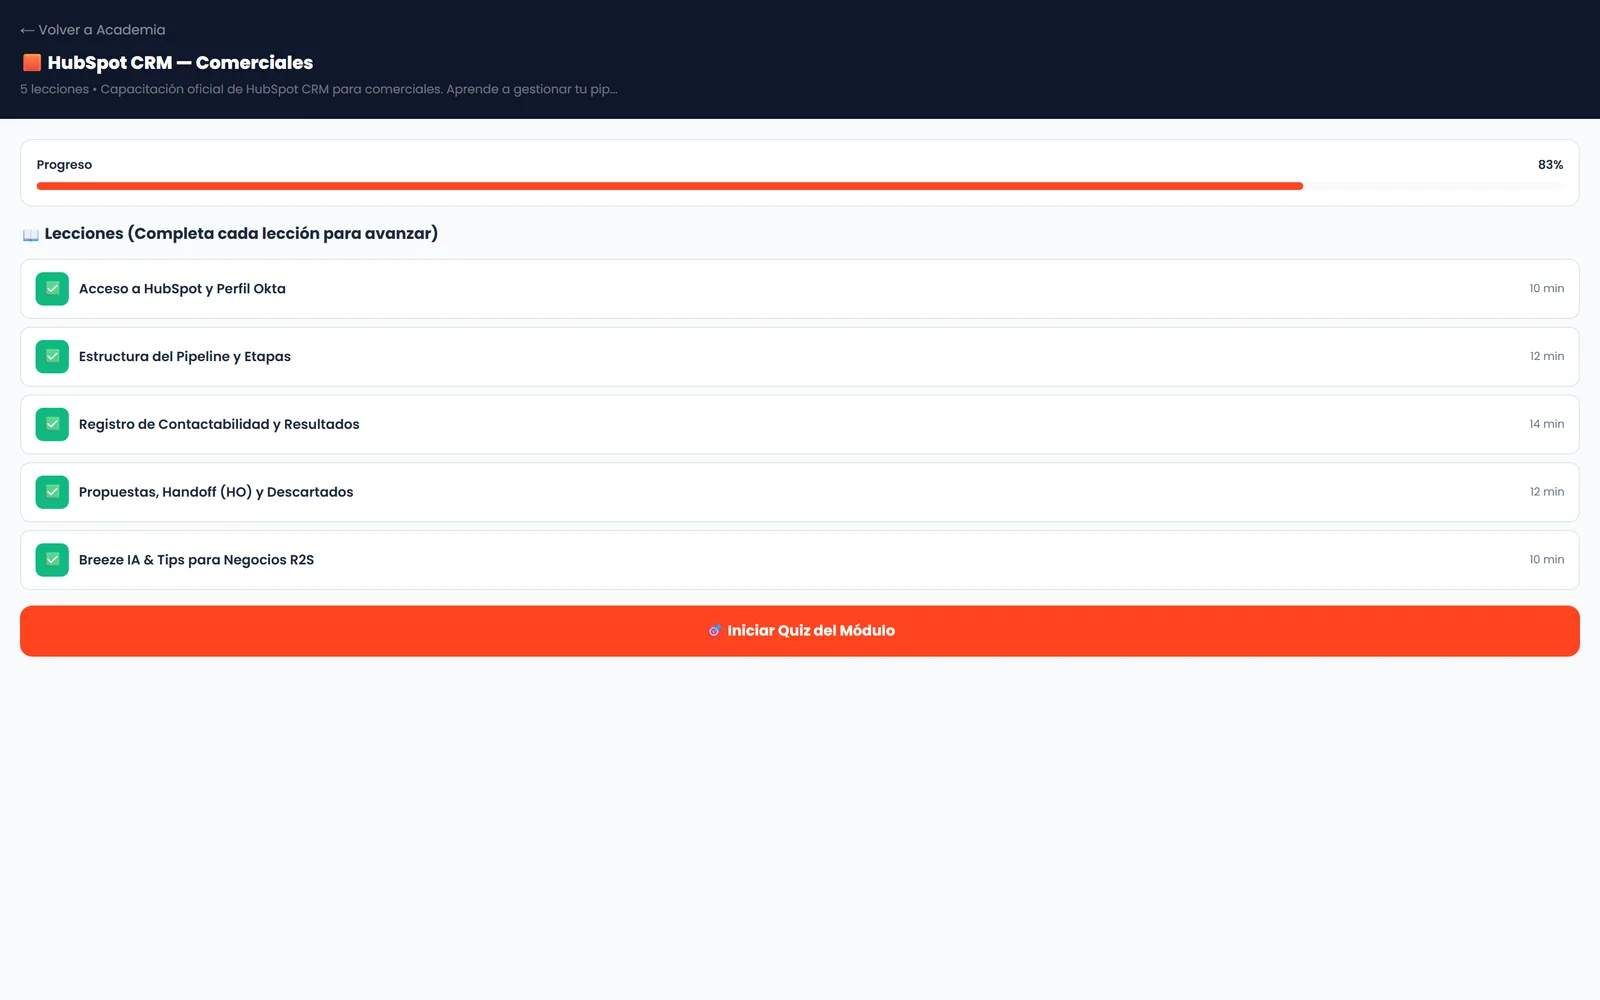 ← Volver a Academia
🟧 HubSpot CRM — Comerciales
5 lecciones • Capacitación oficial de HubSpot CRM para comerciales. Aprende a gestionar tu pip...
Progreso 83%
📖 Lecciones (Completa cada lección para avanzar)
Acceso a HubSpot y Perfil Okta 10 min
Estructura del Pipeline y Etapas 12 min
Registro de Contactabilidad y Resultados 14 min
Propuestas, Handoff (HO) y Descartados 12 min
Breeze IA & Tips para Negocios R2S 10 min
🎯 Iniciar Quiz del Módulo